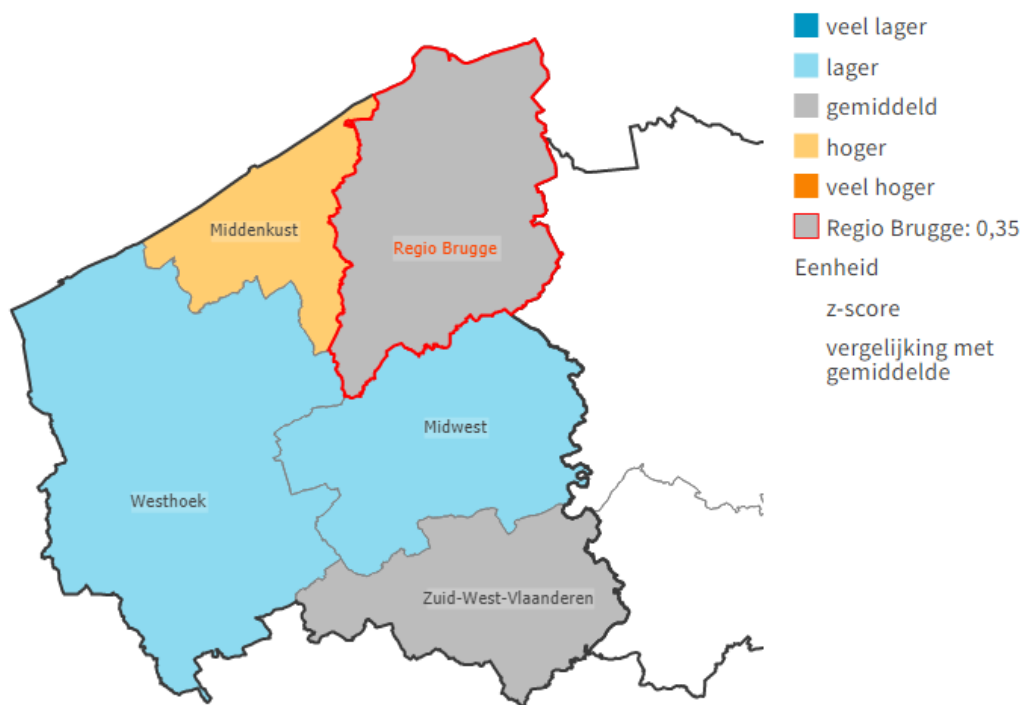 veel lager
lager
gemiddeld
hoger
veel hoger
Regio Brugge: 0,35
Eenheid
z-score
vergelijking met
gemiddelde
Middenkust
Regio Brugge
Midwest
Westhoek
Zuid-West-Vlaanderen